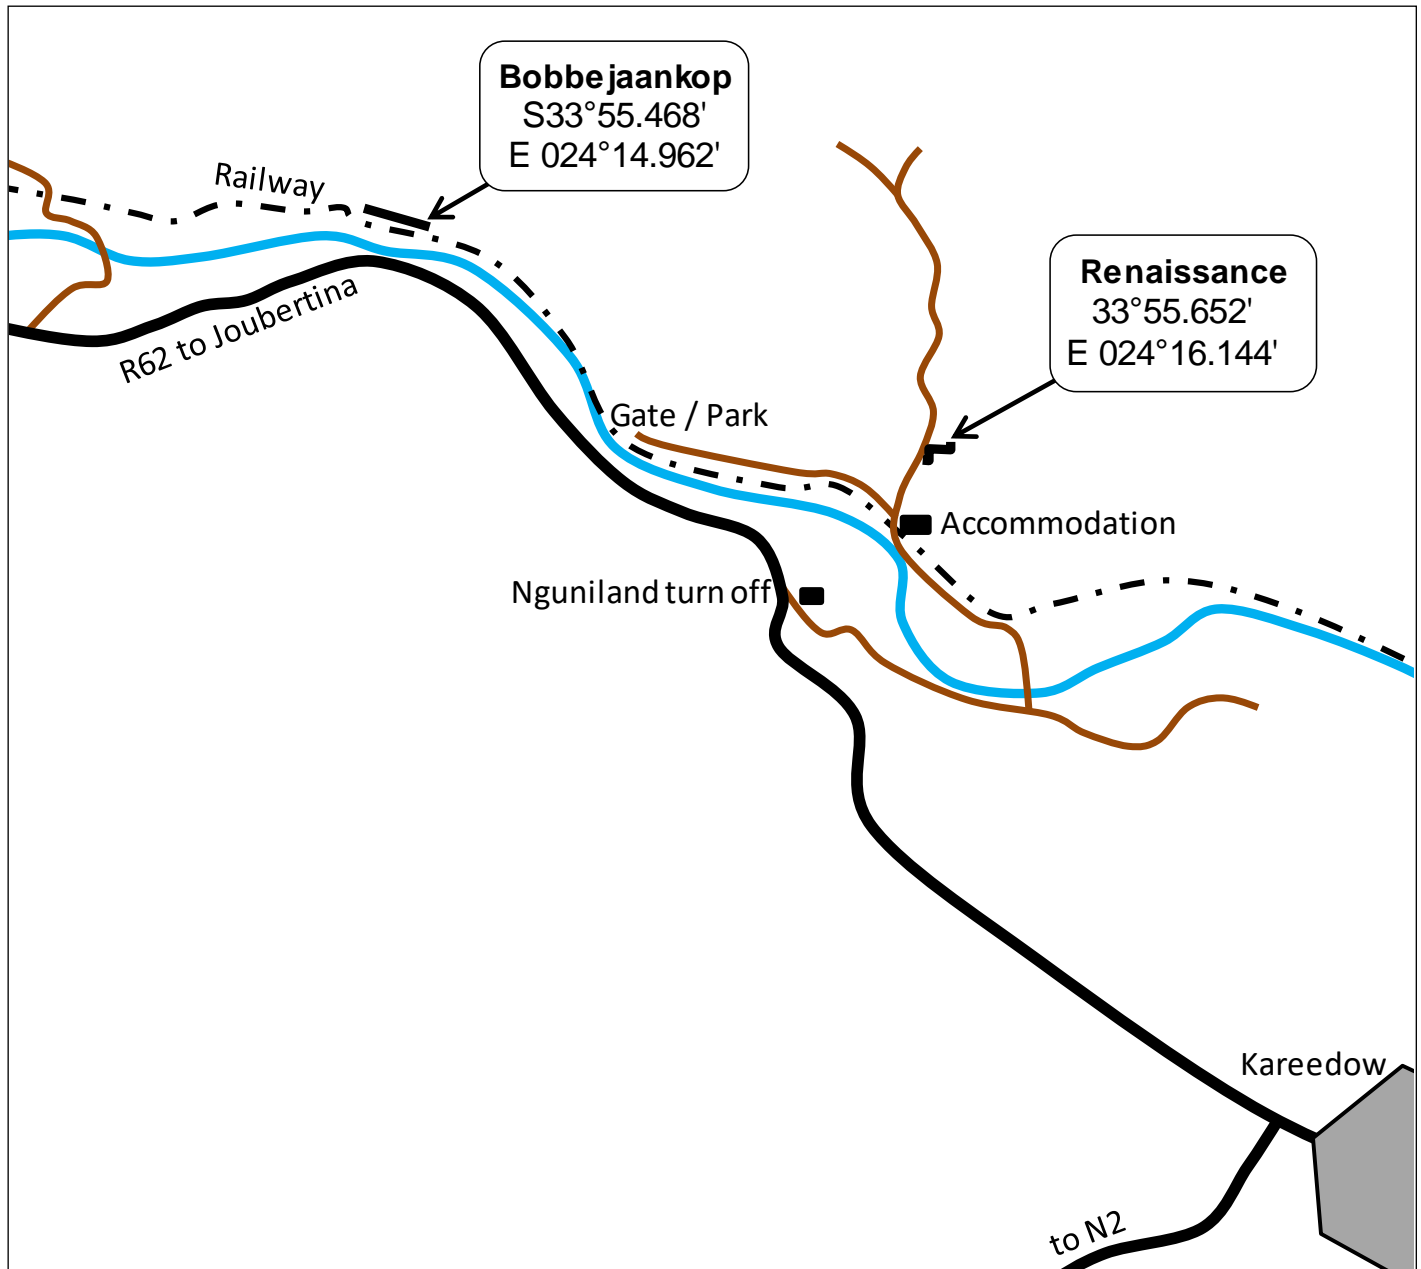 Bobbejaankop
S33°55.468'
E 024°14.962'
Railway
Renaissance
33°55.652'
E 024°16.144'
R62 to Joubertina
Gate / Park
Accommodation
Nguniland turn off
Kareedow
to N2